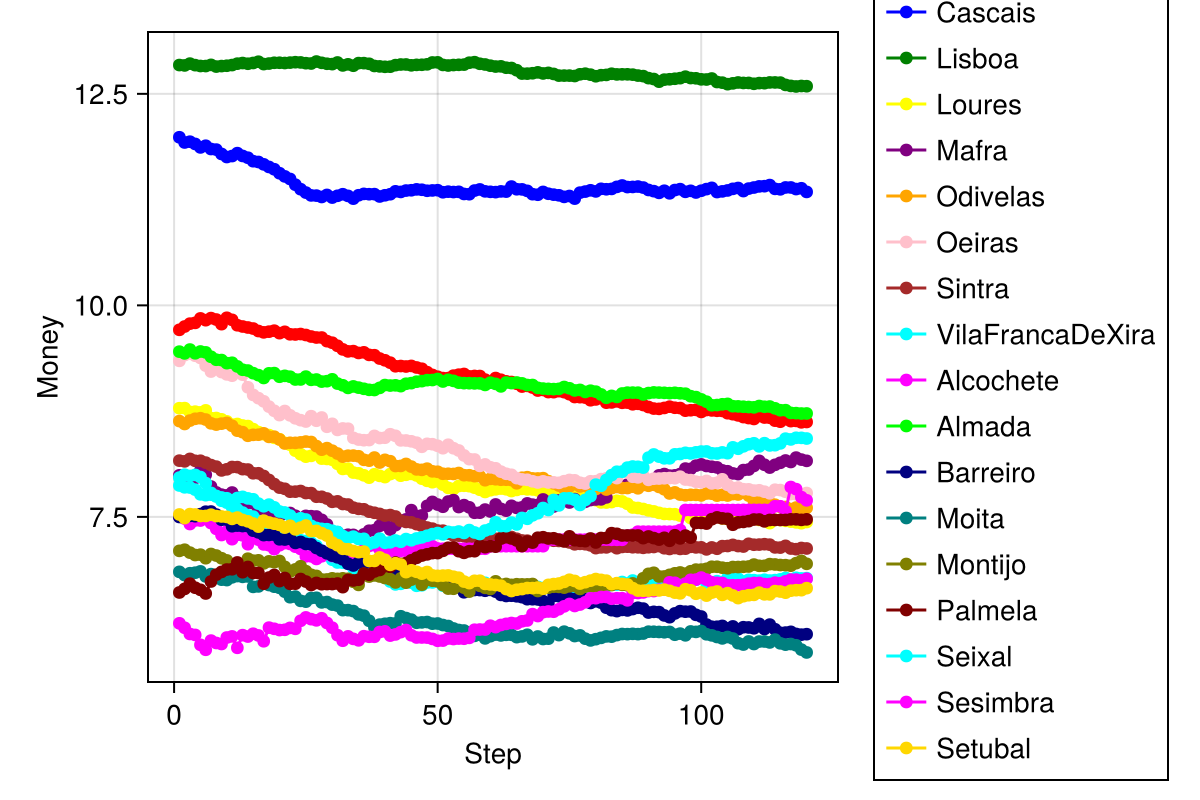 Cascais
Lisboa
Loures
Mafra
Odivelas
Oeiras
Sintra
VilaFrancaDeXira
Alcochete
Almada
Barreiro
Moita
Montijo
Palmela
Seixal
Sesimbra
Setubal
12.5
10.0
7.5
Money
0 50 100
Step